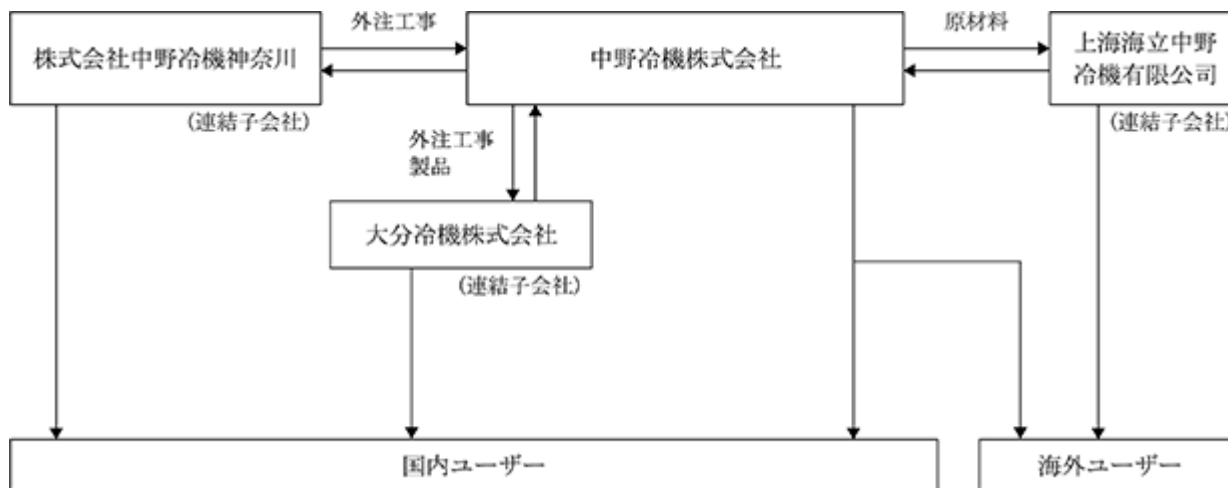 外注工事
原材料
株式会社中野冷機神奈川
中野冷機株式会社
上海海立中野
冷機有限公司
(連結子会社)
(連結子会社)
外注工事
製品
大分冷機株式会社
(連結子会社)
国内ユーザー
海外ユーザー